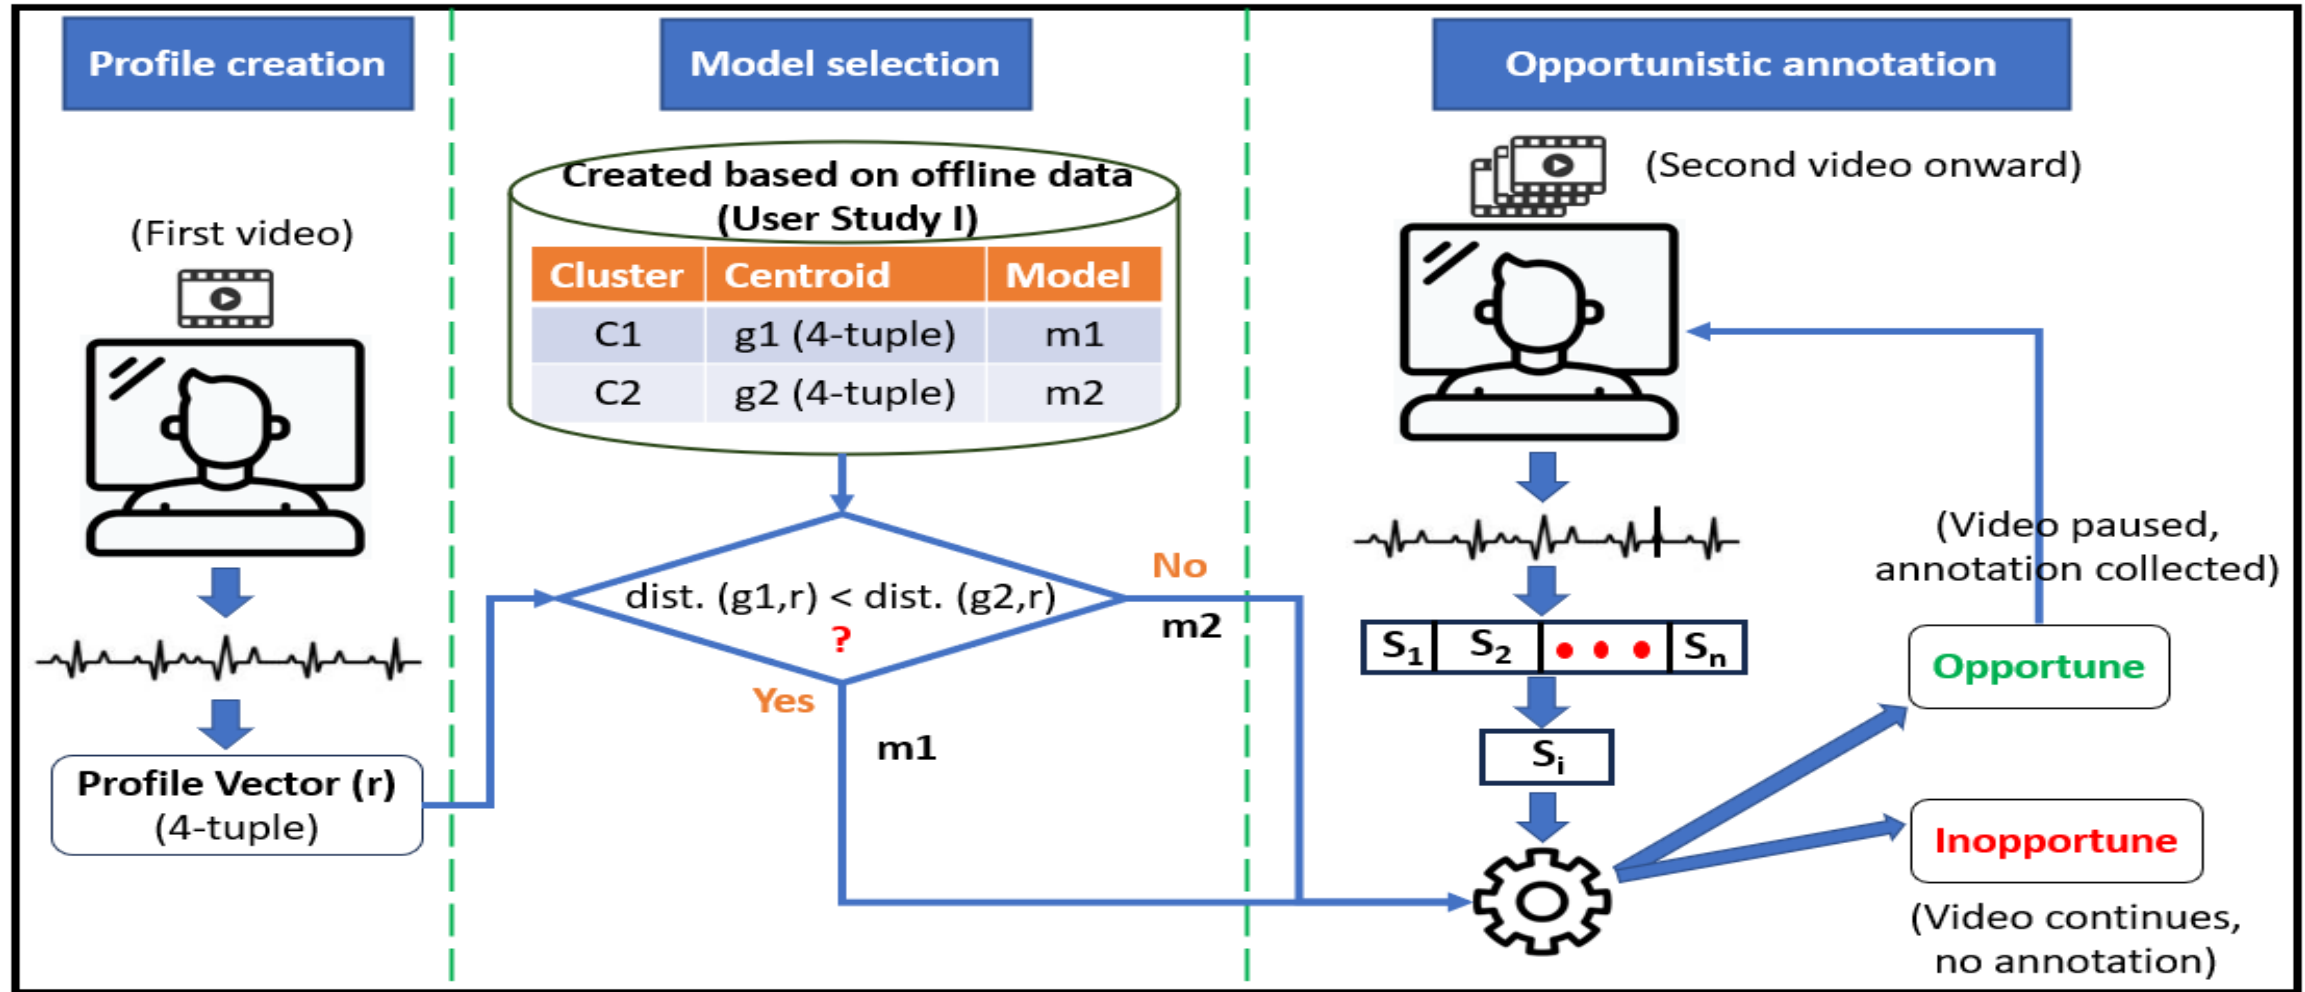 Profile creation
(First video)
Profile Vector (r)
(4-tuple)
Model selection
Created based on offline data
(User Study I)
Cluster Centroid Model
C1 g1 (4-tuple) m1
C2 g2 (4-tuple) m2
dist. (g1,r) < dist. (g2,r)
?
No
m2
Yes
m1
Opportunistic annotation
(Second video onward)
S1 S2 ••• Sn
Si
(Video paused,
annotation collected)
Opportune
Inopportune
(Video continues,
no annotation)